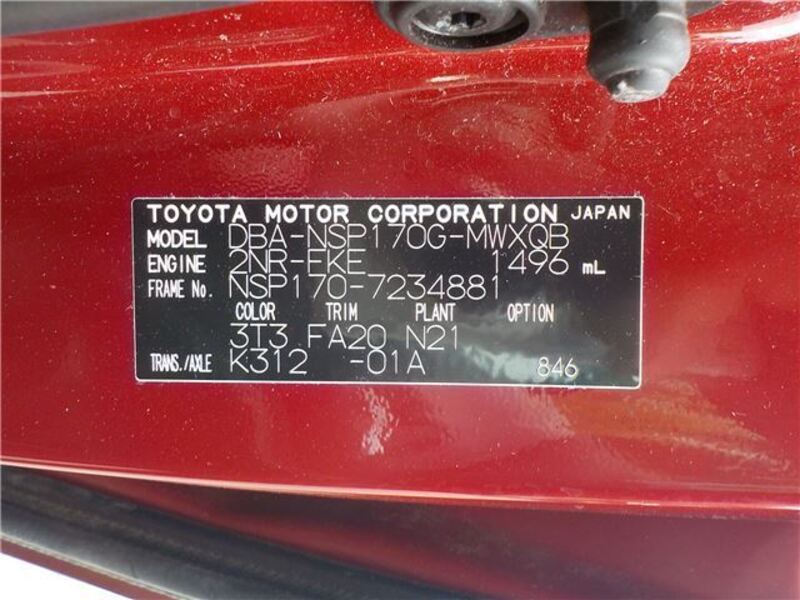 TOYOTA MOTOR CORPORATION JAPAN
MODEL DBA-NSP170G-MWXQB
ENGINE 2NR-FKE 1496 mL
FRAME No. NSP170-7234881
COLOR TRIM PLANT OPTION
3T3 FA20 N21
TRANS./AXLE K312 -01A 846